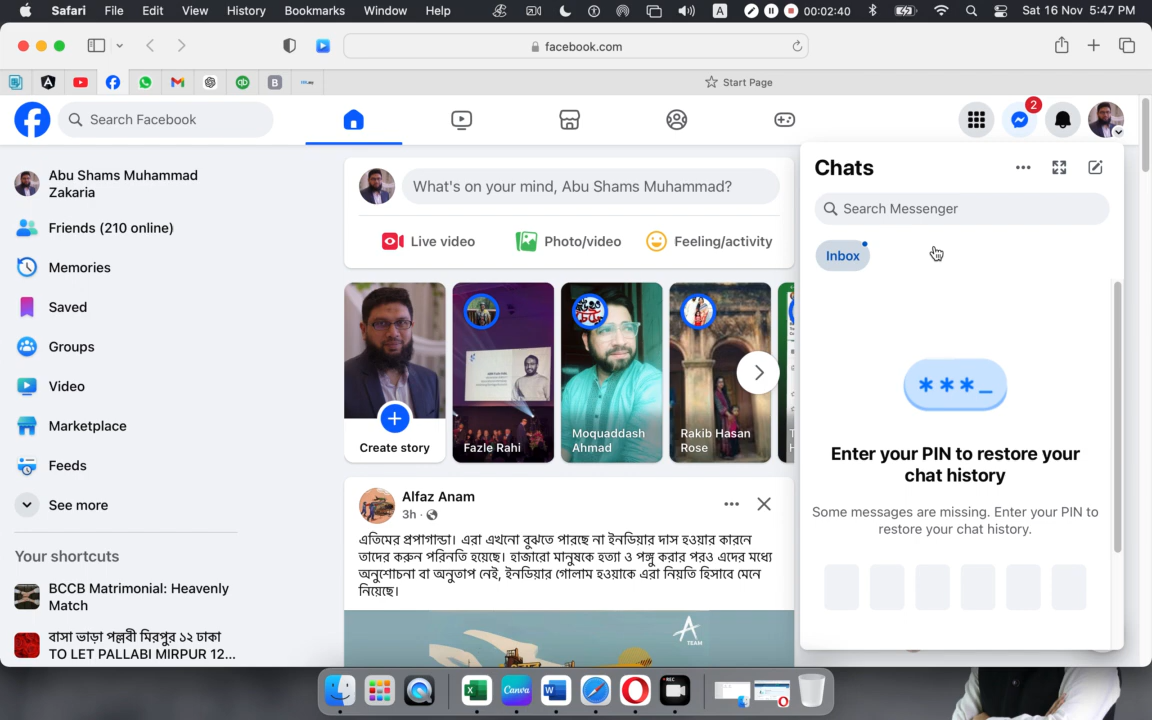 Safari File Edit View History Bookmarks Window Help A 00:02:40 Sat 16 Nov 5:47 PM
facebook.com
B Start Page
Search Facebook 2
Chats
Abu Shams Muhammad
Zakaria
Friends (210 online)
Memories
Saved
Groups
Video
Marketplace
Feeds
See more
Your shortcuts
BCCB Matrimonial: Heavenly
Match
বাসা ভাড়া পল্লবী মিরপুর ১২ ঢাকা
TO LET PALLABI MIRPUR 12...
What's on your mind, Abu Shams Muhammad?
Live video Photo/video Feeling/activity
Create story
Fazle Rahi
Moquaddash
Ahmad
Rakib Hasan
Rose
Alfaz Anam
3h
এতিমের প্রপাগান্ডা। এরা এখনো বুঝতে পারছে না ইনডিয়ার দাস হওয়ার কারনে
তাদের করুন পরিনতি হয়েছে। হাজারো মানুষকে হত্যা ও পঙ্গু করার পরও এদের মধ্যে
অনুশোচনা বা অনুতাপ নেই, ইনডিয়ার গোলাম হওয়াকে এরা নিয়তি হিসাবে মেনে
নিয়েছে।
A
TEAM
Search Messenger
Inbox
***_
Enter your PIN to restore your
chat history
Some messages are missing. Enter your PIN to
restore your chat history.
X Canva W REC